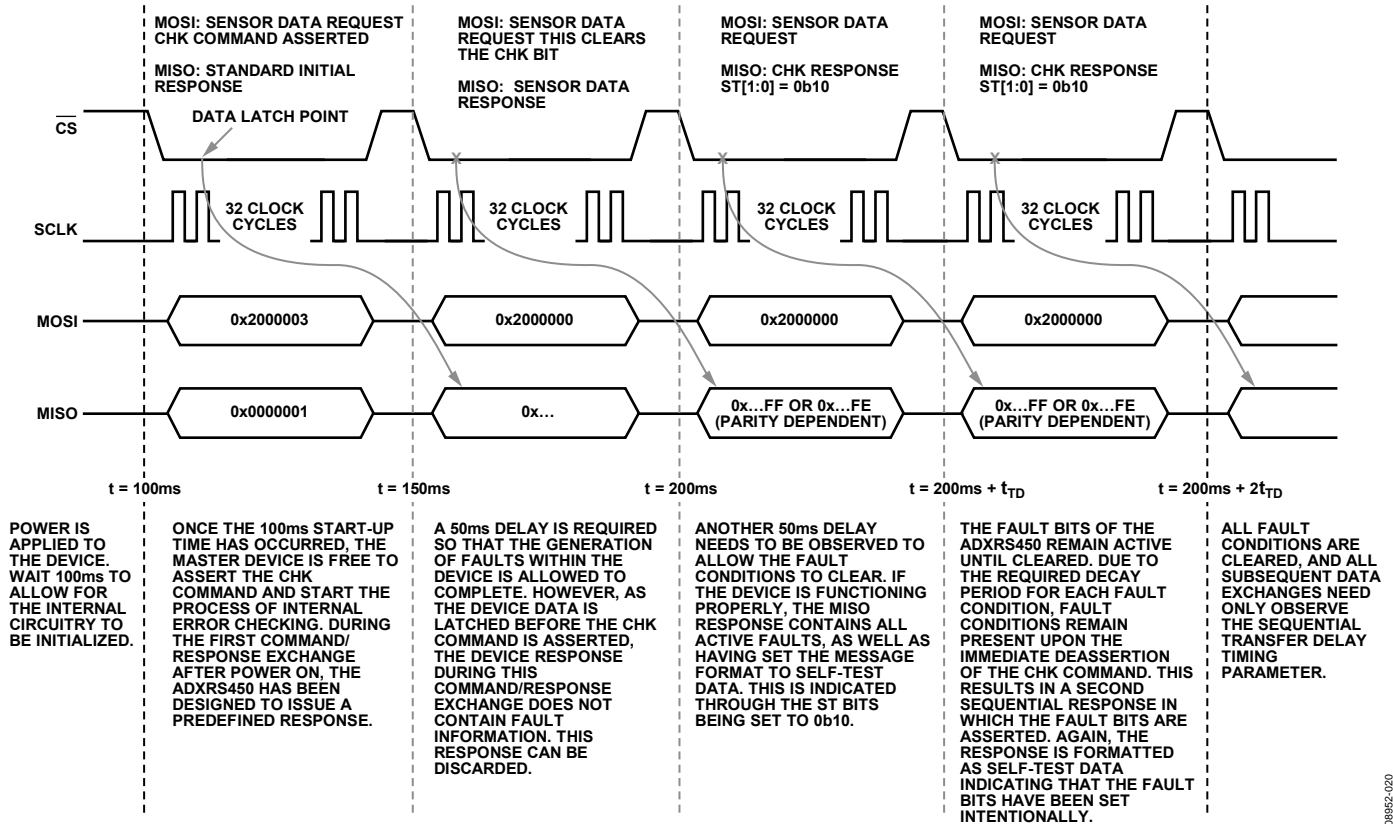 MOSI: SENSOR DATA REQUEST
CHK COMMAND ASSERTED
MISO: STANDARD INITIAL
RESPONSE
MOSI: SENSOR DATA
REQUEST THIS CLEARS
THE CHK BIT
MISO: SENSOR DATA
RESPONSE
MOSI: SENSOR DATA
REQUEST
MISO: CHK RESPONSE
ST[1:0] = 0b10
MOSI: SENSOR DATA
REQUEST
MISO: CHK RESPONSE
ST[1:0] = 0b10
DATA LATCH POINT
CS
X
X
X
SCLK
32 CLOCK
CYCLES
32 CLOCK
CYCLES
32 CLOCK
CYCLES
32 CLOCK
CYCLES
MOSI
0x2000003
0x2000000
0x2000000
0x2000000
MISO
0x0000001
0x...
0x...FF OR 0x...FE
(PARITY DEPENDENT)
0x...FF OR 0x...FE
(PARITY DEPENDENT)
t = 100ms
t = 150ms
t = 200ms
t = 200ms + tTD
t = 200ms + 2tTD
POWER IS
APPLIED TO
THE DEVICE.
WAIT 100ms TO
ALLOW FOR
THE INTERNAL
CIRCUITRY TO
BE INITIALIZED.
ONCE THE 100ms START-UP
TIME HAS OCCURRED, THE
MASTER DEVICE IS FREE TO
ASSERT THE CHK
COMMAND AND START THE
PROCESS OF INTERNAL
ERROR CHECKING. DURING
THE FIRST COMMAND/
RESPONSE EXCHANGE
AFTER POWER ON, THE
ADXRS450 HAS BEEN
DESIGNED TO ISSUE A
PREDEFINED RESPONSE.
A 50ms DELAY IS REQUIRED
SO THAT THE GENERATION
OF FAULTS WITHIN THE
DEVICE IS ALLOWED TO
COMPLETE. HOWEVER, AS
THE DEVICE DATA IS
LATCHED BEFORE THE CHK
COMMAND IS ASSERTED,
THE DEVICE RESPONSE
DURING THIS
COMMAND/RESPONSE
EXCHANGE DOES NOT
CONTAIN FAULT
INFORMATION. THIS
RESPONSE CAN BE
DISCARDED.
ANOTHER 50ms DELAY
NEEDS TO BE OBSERVED TO
ALLOW THE FAULT
CONDITIONS TO CLEAR. IF
THE DEVICE IS FUNCTIONING
PROPERLY, THE MISO
RESPONSE CONTAINS ALL
ACTIVE FAULTS, AS WELL AS
HAVING SET THE MESSAGE
FORMAT TO SELF-TEST
DATA. THIS IS INDICATED
THROUGH THE ST BITS
BEING SET TO 0b10.
THE FAULT BITS OF THE
ADXRS450 REMAIN ACTIVE
UNTIL CLEARED. DUE TO
THE REQUIRED DECAY
PERIOD FOR EACH FAULT
CONDITION, FAULT
CONDITIONS REMAIN
PRESENT UPON THE
IMMEDIATE DEASSERTION
OF THE CHK COMMAND. THIS
RESULTS IN A SECOND
SEQUENTIAL RESPONSE IN
WHICH THE FAULT BITS ARE
ASSERTED. AGAIN, THE
RESPONSE IS FORMATTED
AS SELF-TEST DATA
INDICATING THAT THE FAULT
BITS HAVE BEEN SET
INTENTIONALLY.
ALL FAULT
CONDITIONS ARE
CLEARED, AND ALL
SUBSEQUENT DATA
EXCHANGES NEED
ONLY OBSERVE
THE SEQUENTIAL
TRANSFER DELAY
TIMING
PARAMETER.
08952-020